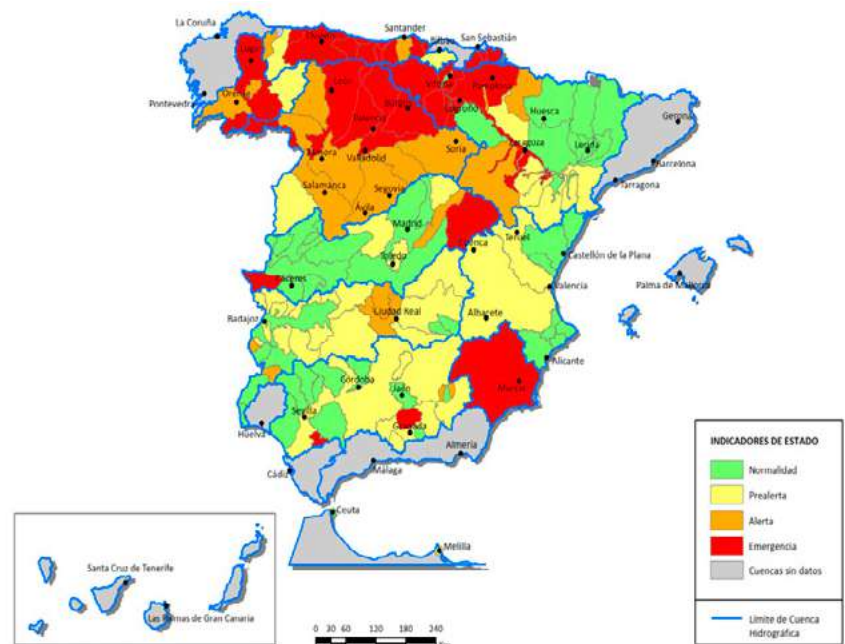 La Coruña
Santander
San Sebastián
Bilbao
Lugo
Oviedo
Pontevedra
Orense
León
Vitoria
Pamplona
Burgos
Logroño
Huesca
Gerona
Palencia
Lérida
Zamora
Valladolid
Soria
Zaragoza
Barcelona
Tarragona
Salamanca
Segovia
Ávila
Madrid
Teruel
Cuenca
Toledo
Castellón de la Plana
Cáceres
Valencia
Palma de Mallorca
Badajoz
Ciudad Real
Albacete
Alicante
Córdoba
Jaén
Murcia
Sevilla
Huelva
Granada
Almería
Cádiz
Málaga
Ceuta
Melilla
Santa Cruz de Tenerife
Las Palmas de Gran Canaria
0 30 60 120 180 240
INDICADORES DE ESTADO
Normalidad
Prealerta
Alerta
Emergencia
Cuencas sin datos
Límite de Cuenca
Hidrográfica